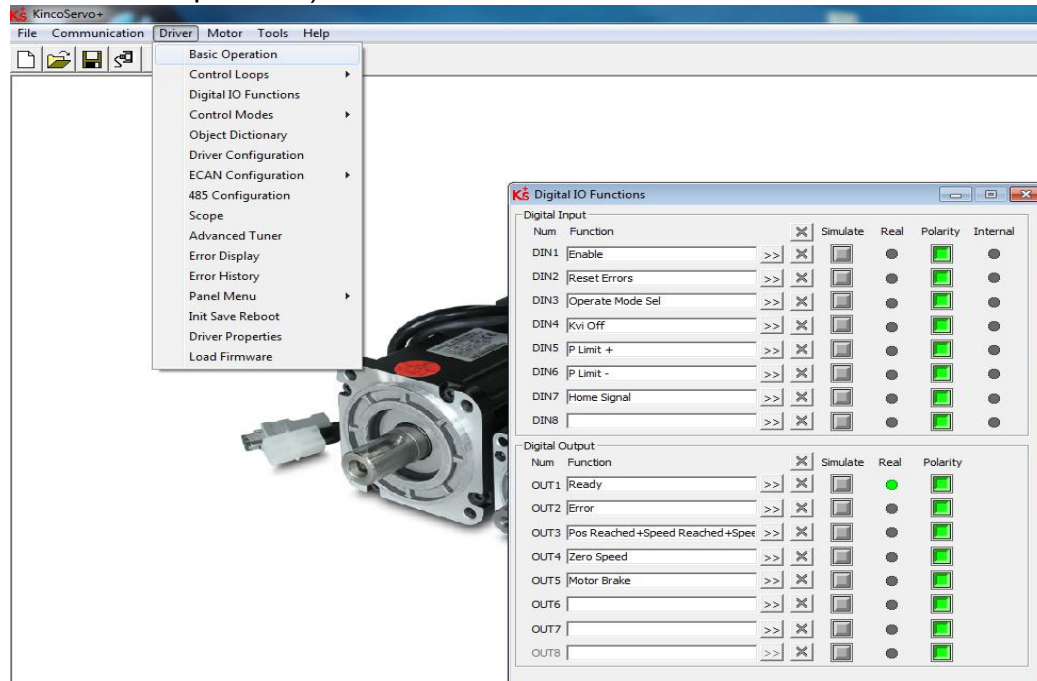 KincoServo+
File Communication Driver Motor Tools Help
Basic Operation
Control Loops
Digital IO Functions
Control Modes
Object Dictionary
Driver Configuration
ECAN Configuration
485 Configuration
Scope
Advanced Tuner
Error Display
Error History
Panel Menu
Init Save Reboot
Driver Properties
Load Firmware
KS Digital IO Functions
Digital Input
Num Function Simulate Real Polarity Internal
DIN1 Enable >>
DIN2 Reset Errors >>
DIN3 Operate Mode Sel >>
DIN4 Kvi Off >>
DIN5 P Limit + >>
DIN6 P Limit - >>
DIN7 Home Signal >>
DIN8 >>
Digital Output
Num Function Simulate Real Polarity
OUT1 Ready >>
OUT2 Error >>
OUT3 Pos Reached+Speed Reached+Spee >>
OUT4 Zero Speed >>
OUT5 Motor Brake >>
OUT6 >>
OUT7 >>
OUT8 >>